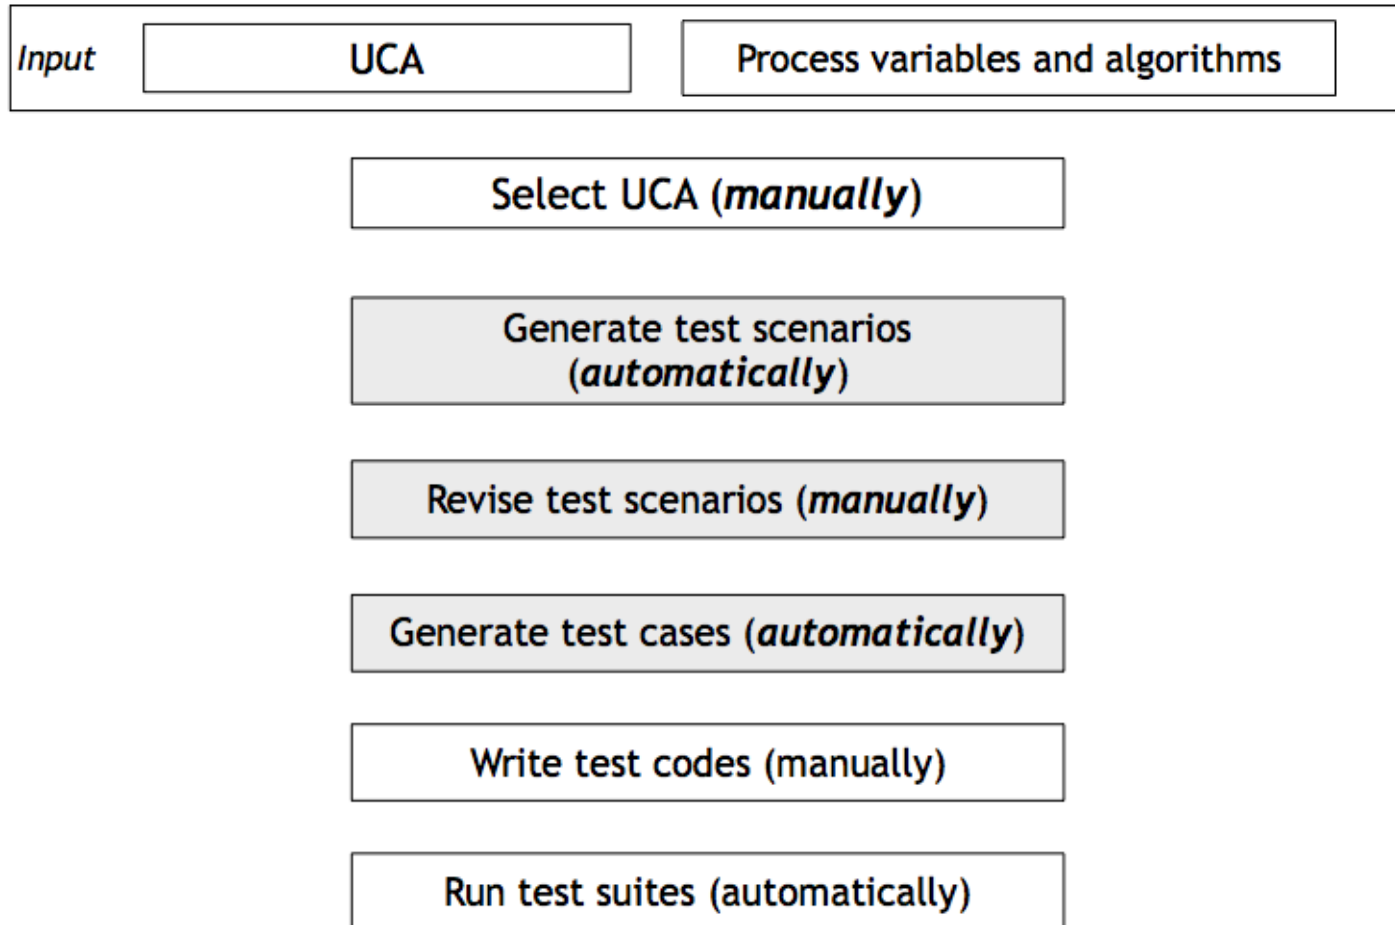 Input UCA Process variables and algorithms
Select UCA (manually)
Generate test scenarios
(automatically)
Revise test scenarios (manually)
Generate test cases (automatically)
Write test codes (manually)
Run test suites (automatically)